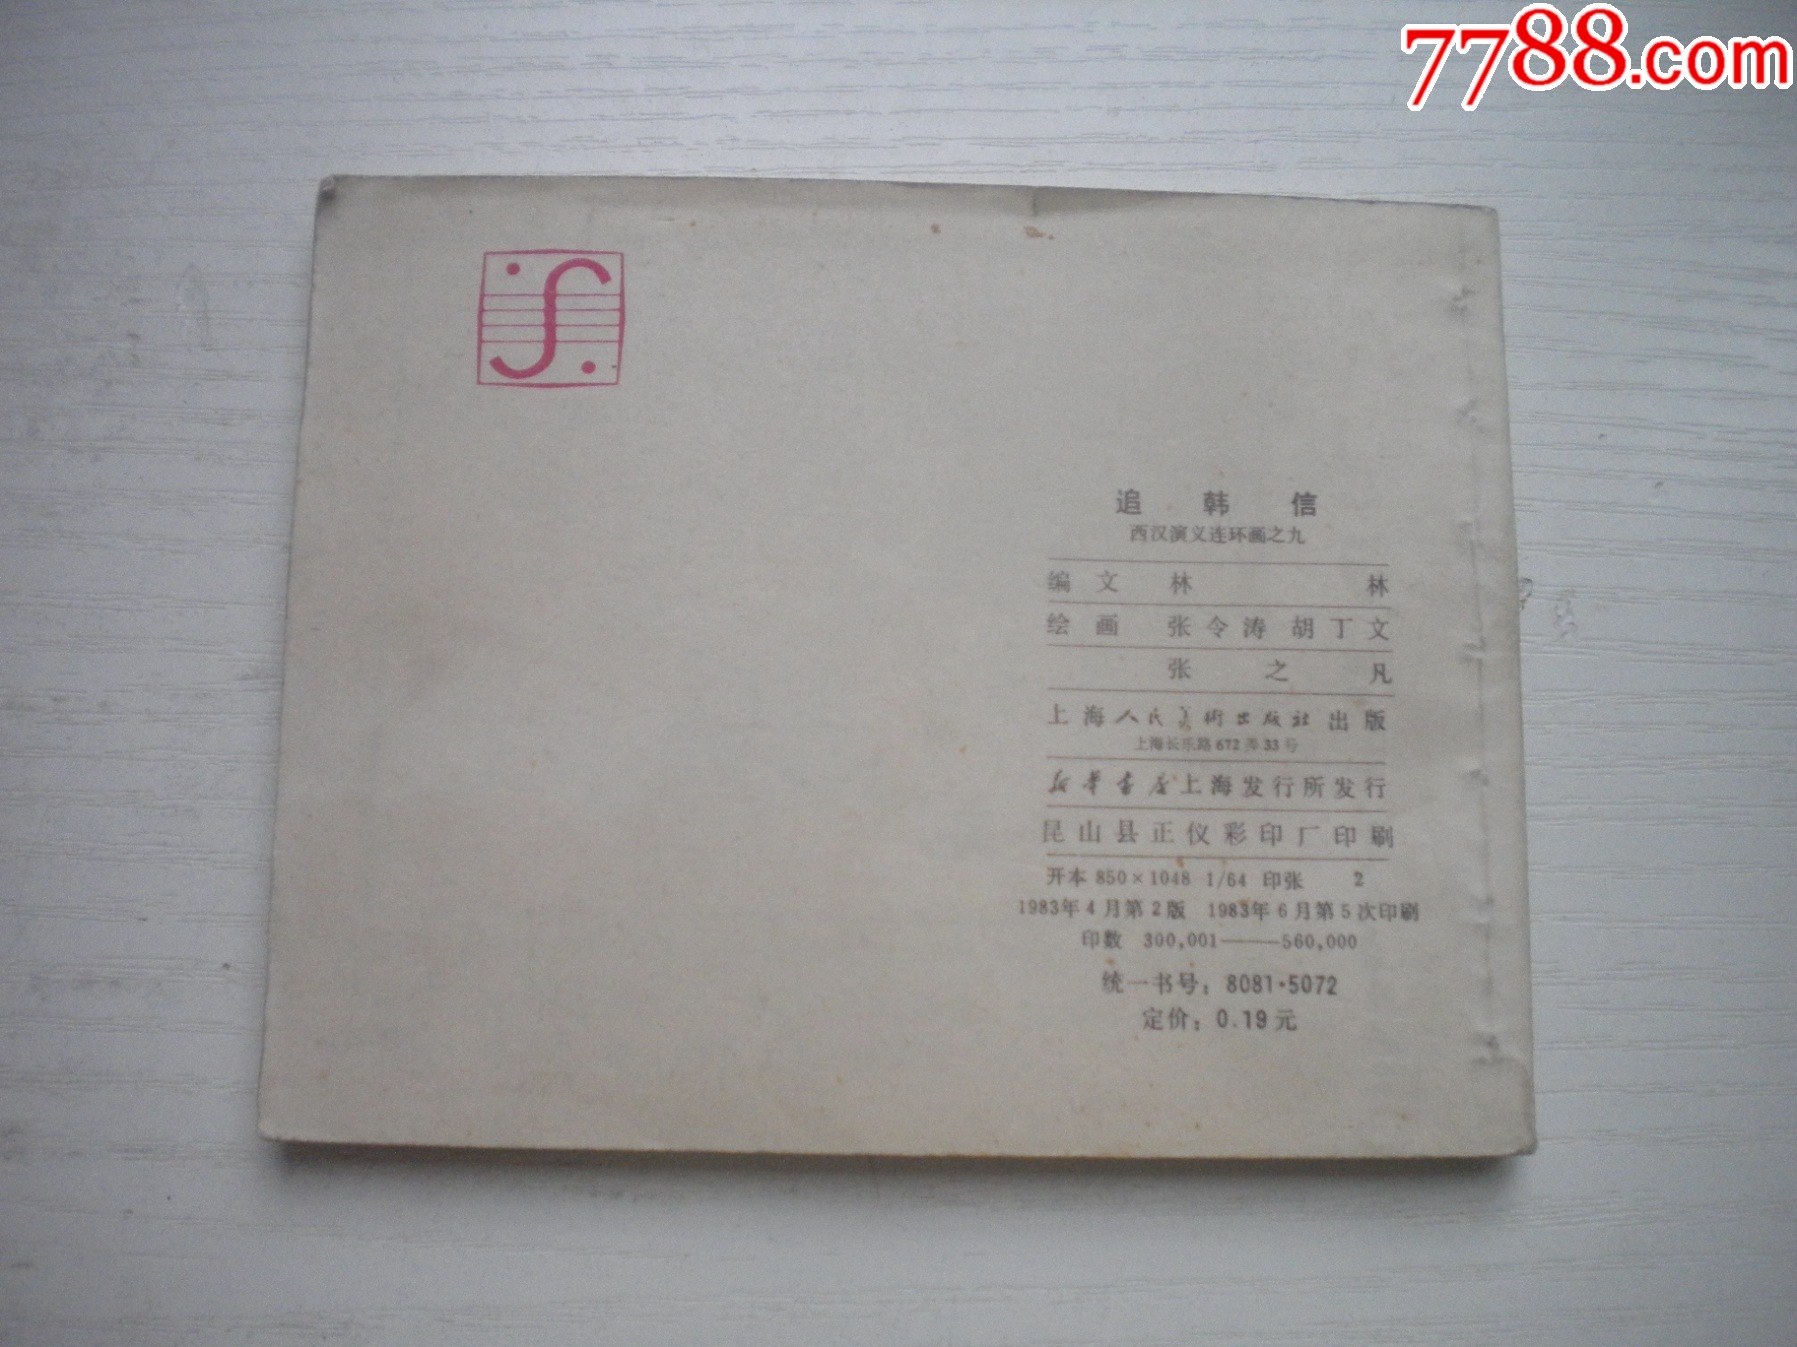 7788.com
追韩信
西汉演义连环画之九
编文 林林
绘画 张令涛 胡丁文
张之凡
上海人民美術出版社出版
上海长乐路672弄33号
新华书店上海发行所发行
昆山县正仪彩印厂印刷
开本 850×1048 1/64 印张 2
1983年4月第2版 1983年6月第5次印刷
印数 300,001——560,000
统一书号：8081·5072
定价：0.19元